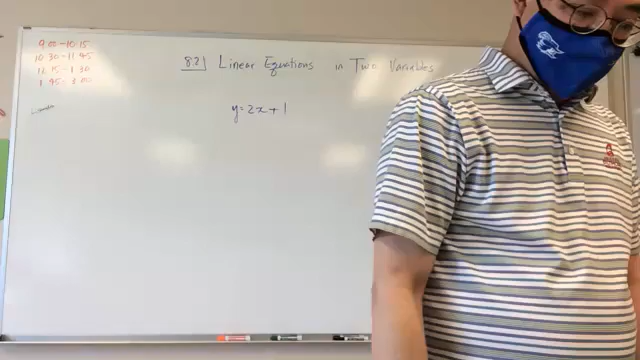 9:00-10:15
10:30-11:45
12:15-1:30
1:45-3:00
8.2 Linear Equations in Two Variables
y=2x+1